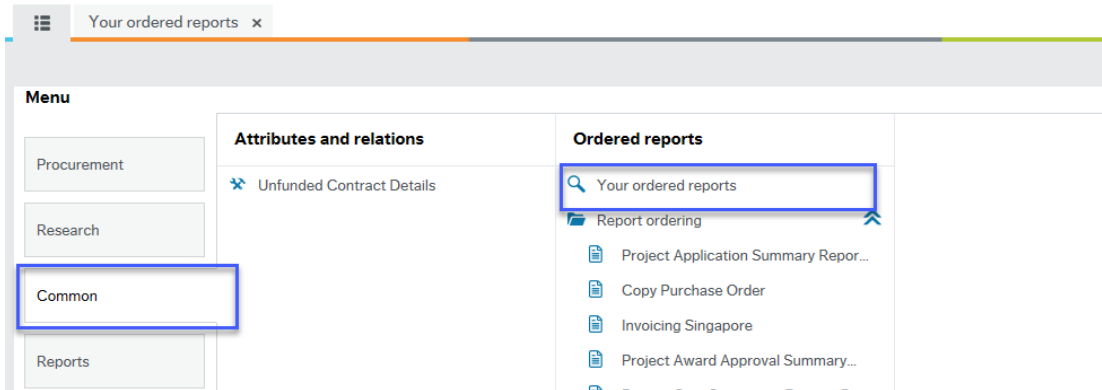 Your ordered reports x
Menu
Procurement
Research
Common
Reports
Attributes and relations
Unfunded Contract Details
Ordered reports
Your ordered reports
Report ordering
Project Application Summary Repor...
Copy Purchase Order
Invoicing Singapore
Project Award Approval Summary...